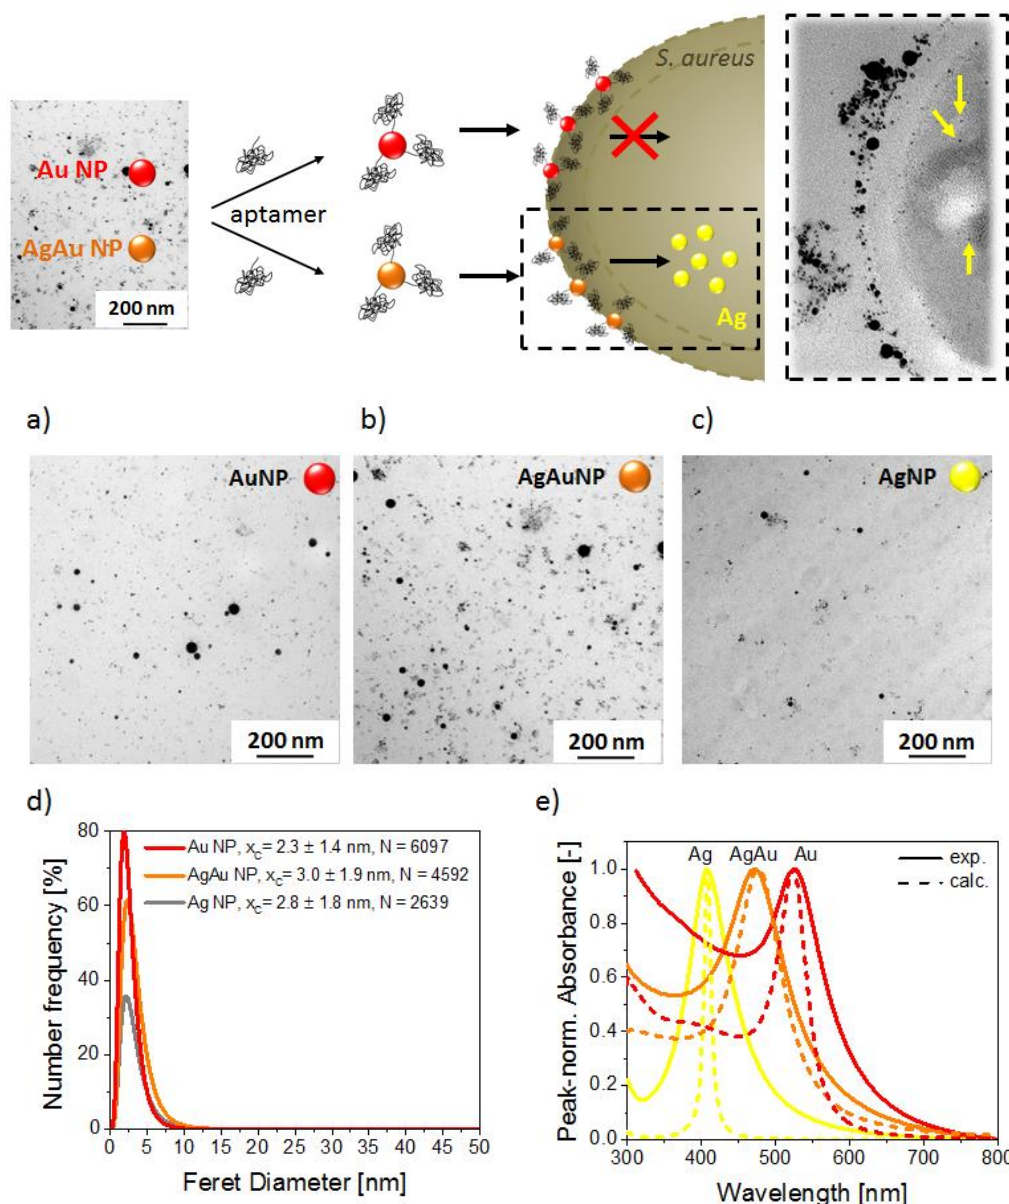 S. aureus
Au NP
aptamer
AgAu NP
200 nm
Ag
a)
b)
c)
AuNP
AgAuNP
AgNP
200 nm
200 nm
200 nm
d)
e)
80
60
40
20
0
Number frequency [%]
Au NP, xc= 2.3 ± 1.4 nm, N = 6097
AgAu NP, xc= 3.0 ± 1.9 nm, N = 4592
Ag NP, xc= 2.8 ± 1.8 nm, N = 2639
0 5 10 15 20 25 30 35 40 45 50
Feret Diameter [nm]
Peak-norm. Absorbance [-]
Ag AgAu Au
exp.
calc.
1.0
0.8
0.6
0.4
0.2
0.0
300 400 500 600 700 800
Wavelength [nm]